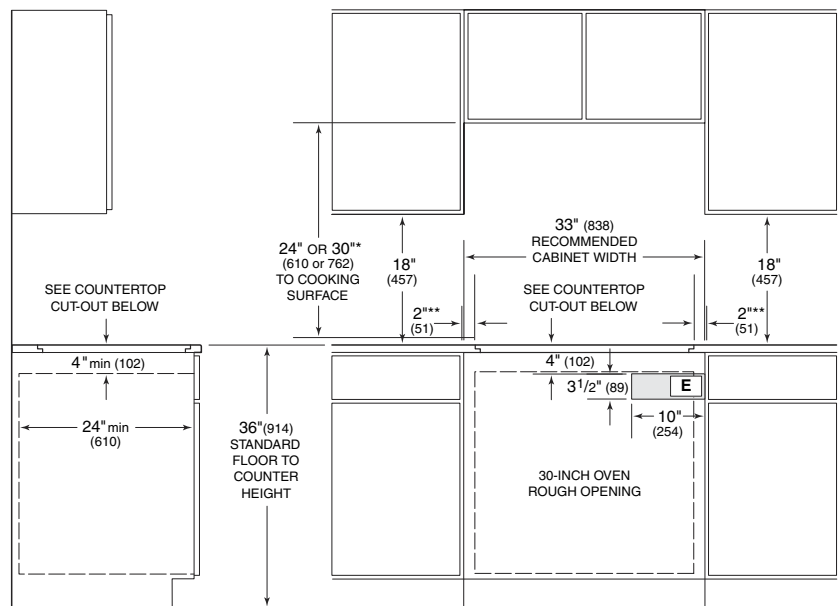 24" OR 30"*
(610 or 762)
TO COOKING
SURFACE
18"
(457)
33" (838)
RECOMMENDED
CABINET WIDTH
18"
(457)
SEE COUNTERTOP
CUT-OUT BELOW
2"**
(51)
SEE COUNTERTOP
CUT-OUT BELOW
2"**
(51)
4" min (102)
24" min
(610)
36" (914)
STANDARD
FLOOR TO
COUNTER
HEIGHT
4" (102)
3 1/2" (89)
E
10"
(254)
30-INCH OVEN
ROUGH OPENING